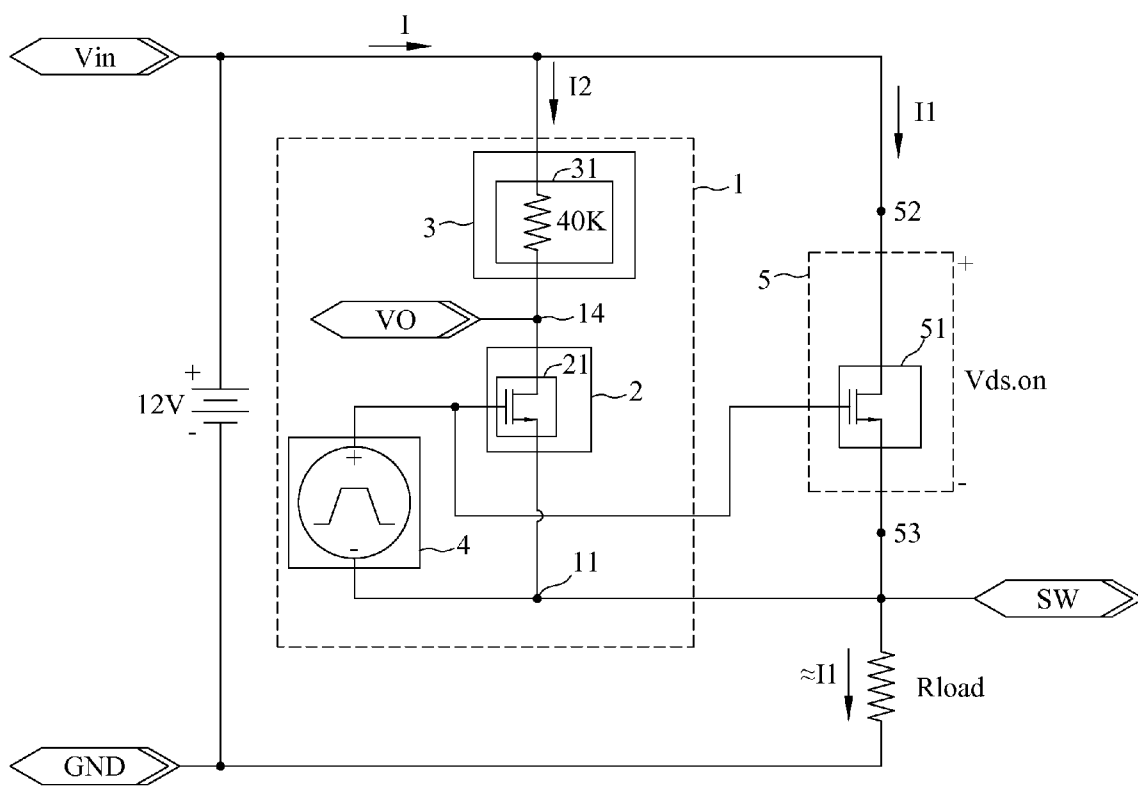 Vin
I
I2
I1
31
1
3
40K
52
5
+
VO
14
51
21
2
Vds.on
+
12V
-
+
-
4
-
53
11
SW
≈I1
Rload
GND